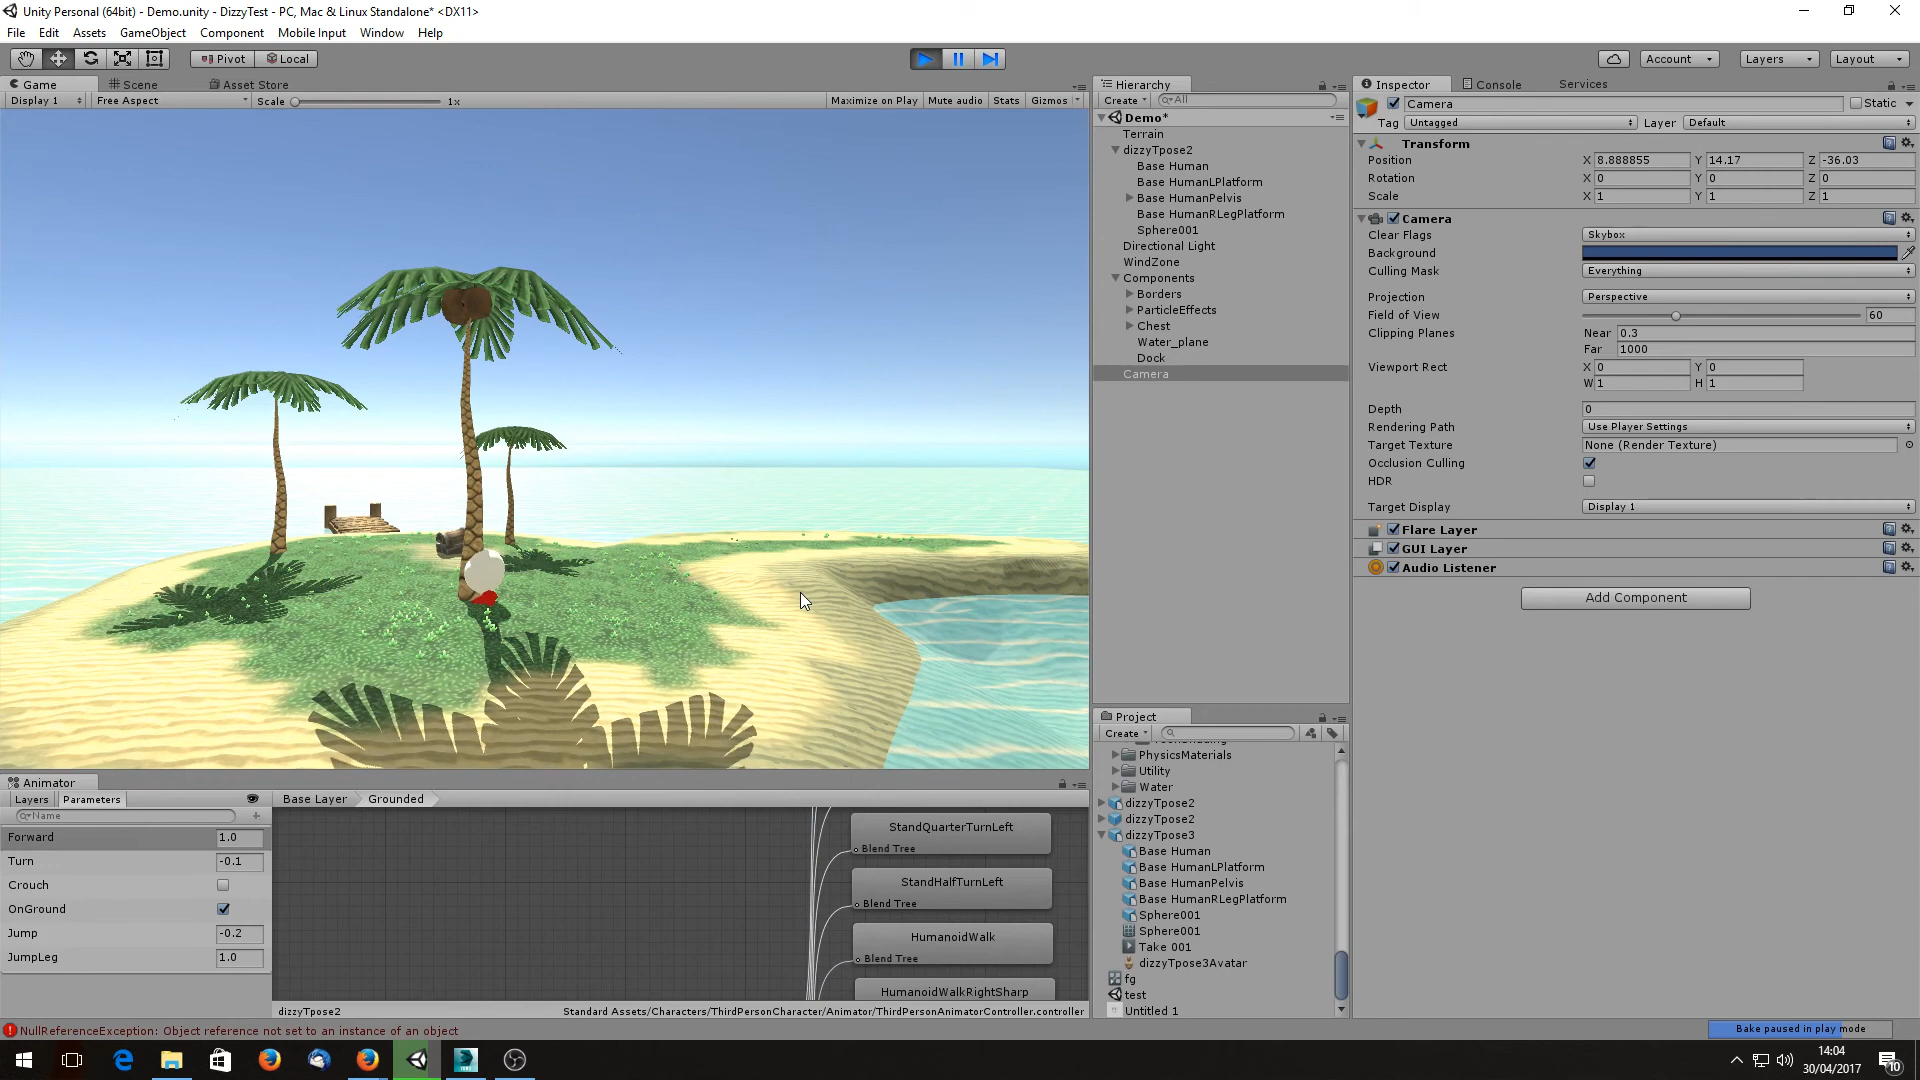 Unity Personal (64bit) - Demo.unity - DizzyTest - PC, Mac & Linux Standalone* <DX11>
File Edit Assets GameObject Component Mobile Input Window Help
Pivot Local
Account Layers Layout
Game Scene Asset Store
Display 1 Free Aspect Scale 1x Maximize on Play Mute audio Stats Gizmos
Hierarchy
Create All
Demo*
Terrain
dizzyTpose2
Base Human
Base HumanLPlatform
Base HumanPelvis
Base HumanRLegPlatform
Sphere001
Directional Light
WindZone
Components
Borders
ParticleEffects
Chest
Water_plane
Dock
Camera
Inspector Console Services
Camera Static
Tag Untagged Layer Default
Transform
Position X 8.888855 Y 14.17 Z -36.03
Rotation X 0 Y 0 Z 0
Scale X 1 Y 1 Z 1
Camera
Clear Flags Skybox
Background
Culling Mask Everything
Projection Perspective
Field of View 60
Clipping Planes Near 0.3
Far 1000
Viewport Rect X 0 Y 0
W 1 H 1
Depth 0
Rendering Path Use Player Settings
Target Texture None (Render Texture)
Occlusion Culling
HDR
Target Display Display 1
Flare Layer
GUI Layer
Audio Listener
Add Component
Project
Create
PhysicsMaterials
Utility
Water
dizzyTpose2
dizzyTpose2
dizzyTpose3
Base Human
Base HumanLPlatform
Base HumanPelvis
Base HumanRLegPlatform
Sphere001
Sphere001
Take 001
dizzyTpose3Avatar
fg
test
Untitled 1
Animator
Layers Parameters Base Layer Grounded
Name
Forward 1.0
Turn -0.1
Crouch
OnGround
Jump -0.2
JumpLeg 1.0
StandQuarterTurnLeft
Blend Tree
StandHalfTurnLeft
Blend Tree
HumanoidWalk
Blend Tree
HumanoidWalkRightSharp
dizzyTpose2 Standard Assets/Characters/ThirdPersonCharacter/Animator/ThirdPersonAnimatorController.controller
NullReferenceException: Object reference not set to an instance of an object
Bake paused in play mode
14:04
30/04/2017
10